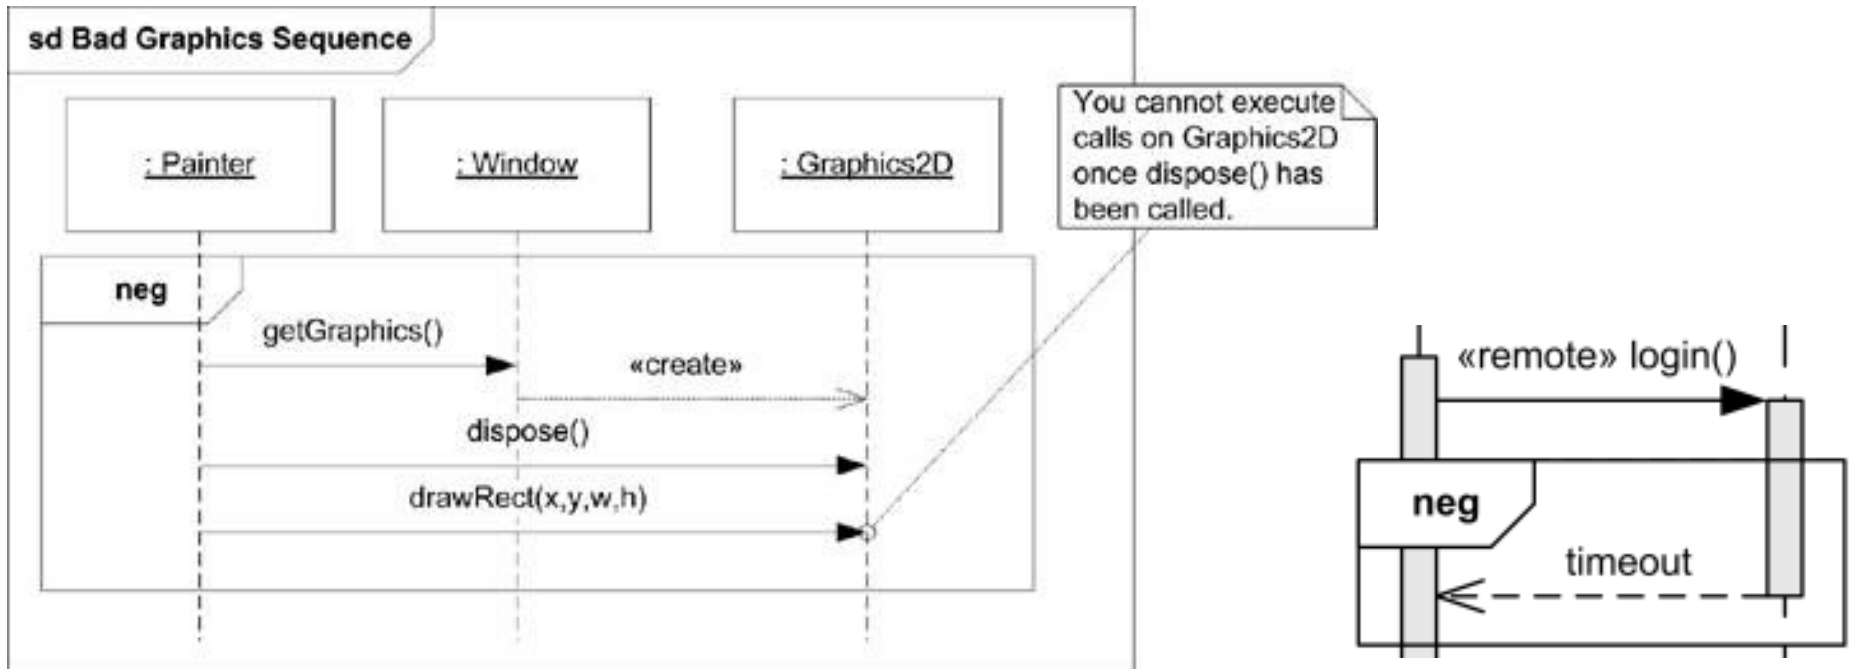 sd Bad Graphics Sequence
: Painter
: Window
: Graphics2D
You cannot execute
calls on Graphics2D
once dispose() has
been called.
neg
getGraphics()
«create»
dispose()
drawRect(x,y,w,h)
«remote» login()
neg
timeout